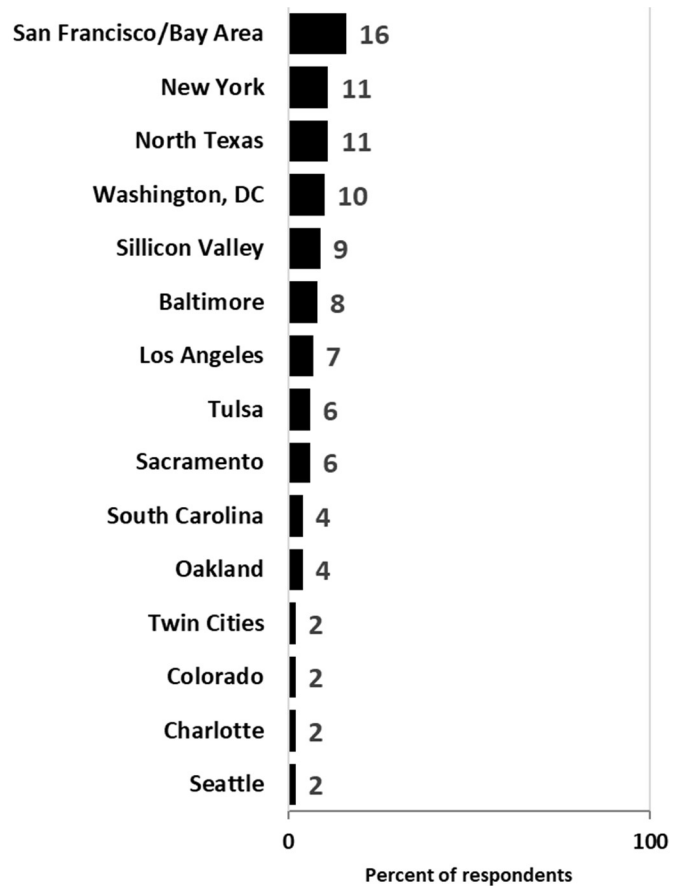 San Francisco/Bay Area 16
New York 11
North Texas 11
Washington, DC 10
Sillicon Valley 9
Baltimore 8
Los Angeles 7
Tulsa 6
Sacramento 6
South Carolina 4
Oakland 4
Twin Cities 2
Colorado 2
Charlotte 2
Seattle 2
0 100
Percent of respondents